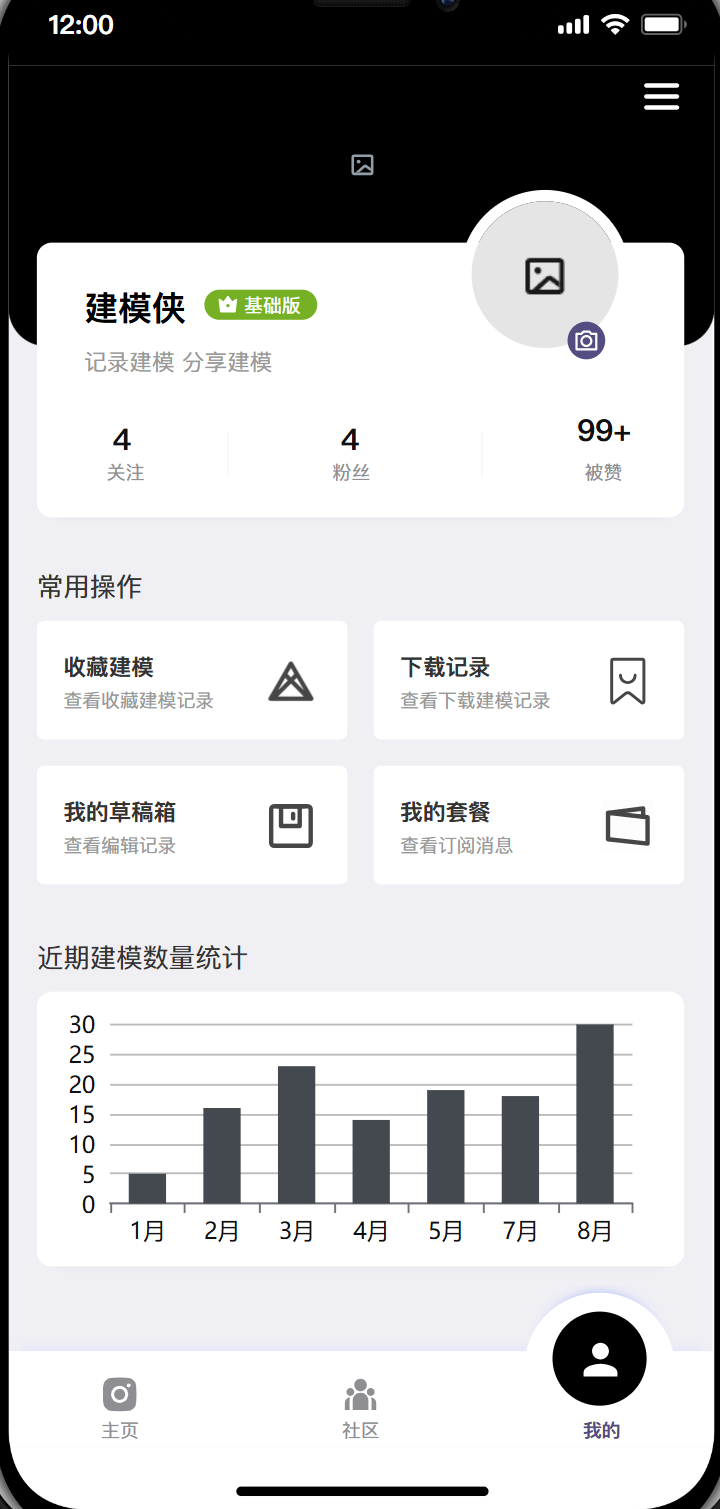 12:00
建模侠 基础版
记录建模 分享建模
4 4 99+
关注 粉丝 被赞
常用操作
收藏建模
查看收藏建模记录
下载记录
查看下载建模记录
我的草稿箱
查看编辑记录
我的套餐
查看订阅消息
近期建模数量统计
30
25
20
15
10
5
0
1月 2月 3月 4月 5月 7月 8月
主页 社区 我的